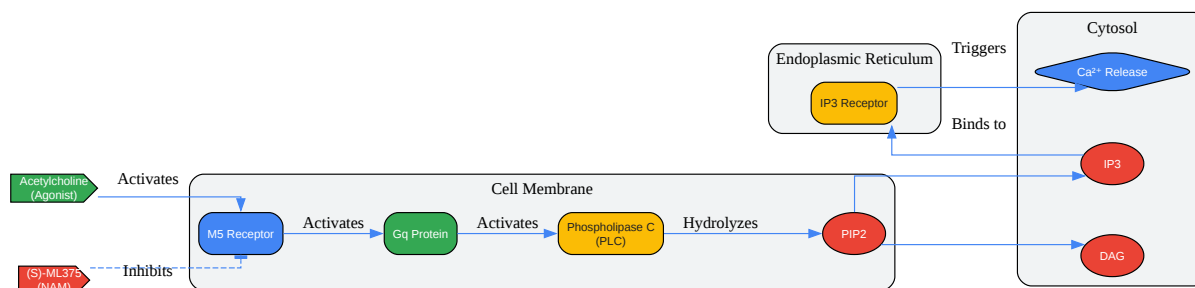 Cytosol
Triggers
Endoplasmic Reticulum
Ca²⁺ Release
IP3 Receptor
Binds to
IP3
Acetylcholine
(Agonist)
Activates
Cell Membrane
M5 Receptor
Activates
Gq Protein
Activates
Phospholipase C
(PLC)
Hydrolyzes
PIP2
DAG
(S)-ML375
(NAM)
Inhibits